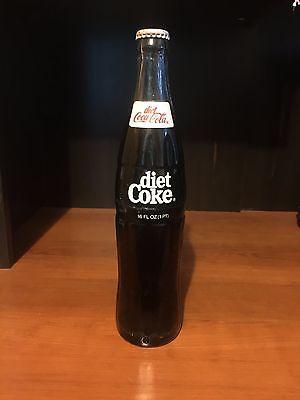 diet
Coca-Cola
diet
Coke®
16 FL OZ (1 PT)